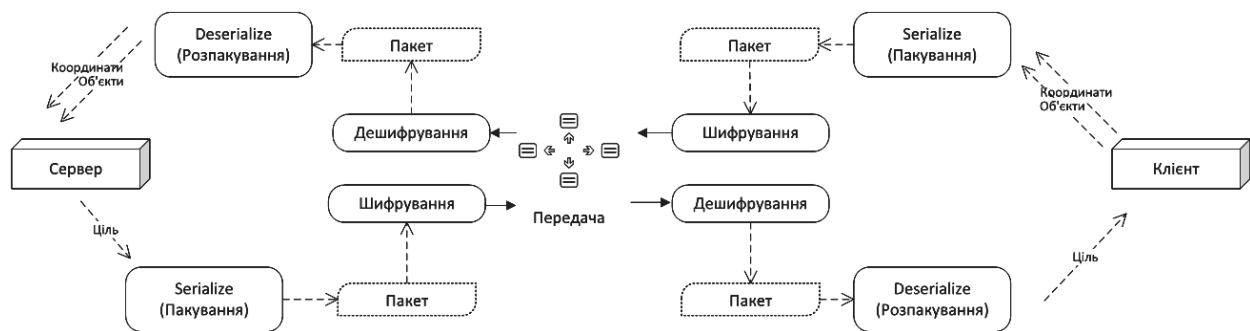 Deserialize
(Розпакування)
Пакет
Пакет
Serialize
(Пакування)
Координати
Об'єкти
Координати
Об'єкти
Дешифрування
Шифрування
Сервер
Клієнт
Шифрування
Передача
Дешифрування
Ціль
Ціль
Serialize
(Пакування)
Пакет
Пакет
Deserialize
(Розпакування)